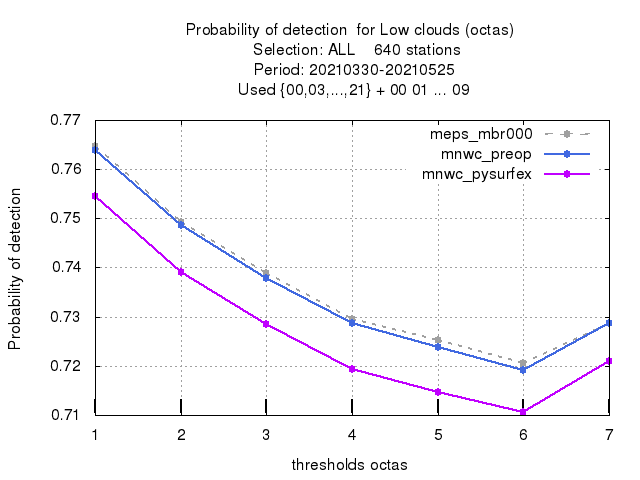 Probability of detection  for Low clouds (octas)
Selection: ALL    640 stations
Period: 20210330-20210525
Used {00,03,...,21} + 00 01 ... 09
meps_mbr000
mnwc_preop
mnwc_pysurfex
Probability of detection
0.77
0.76
0.75
0.74
0.73
0.72
0.71
1 2 3 4 5 6 7
thresholds octas